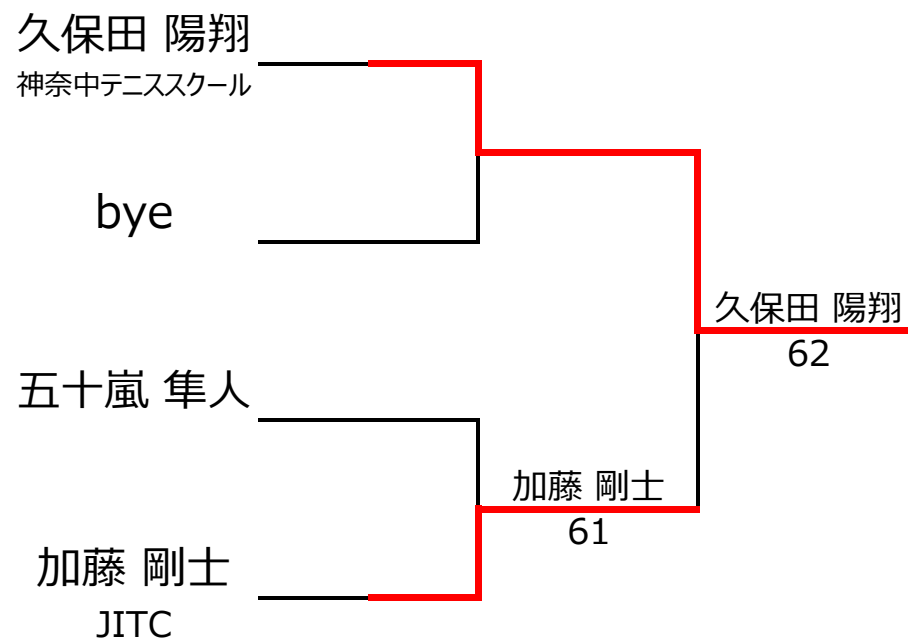 久保田 陽翔
神奈中テニススクール
bye
久保田 陽翔
62
五十嵐 隼人
加藤 剛士
61
加藤 剛士
JITC